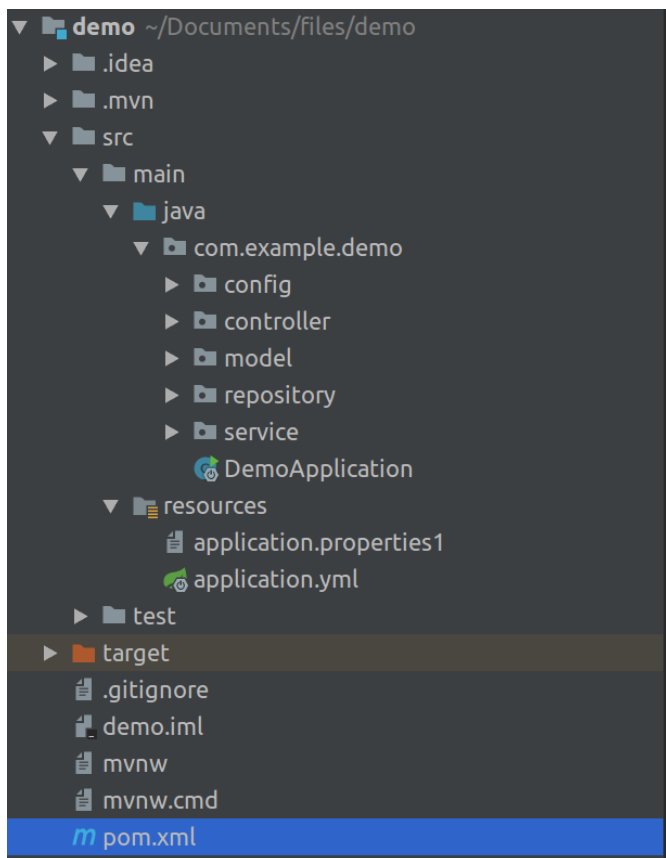 demo ~/Documents/files/demo
.idea
.mvn
src
main
java
com.example.demo
config
controller
model
repository
service
DemoApplication
resources
application.properties1
application.yml
test
target
.gitignore
demo.iml
mvnw
mvnw.cmd
m pom.xml